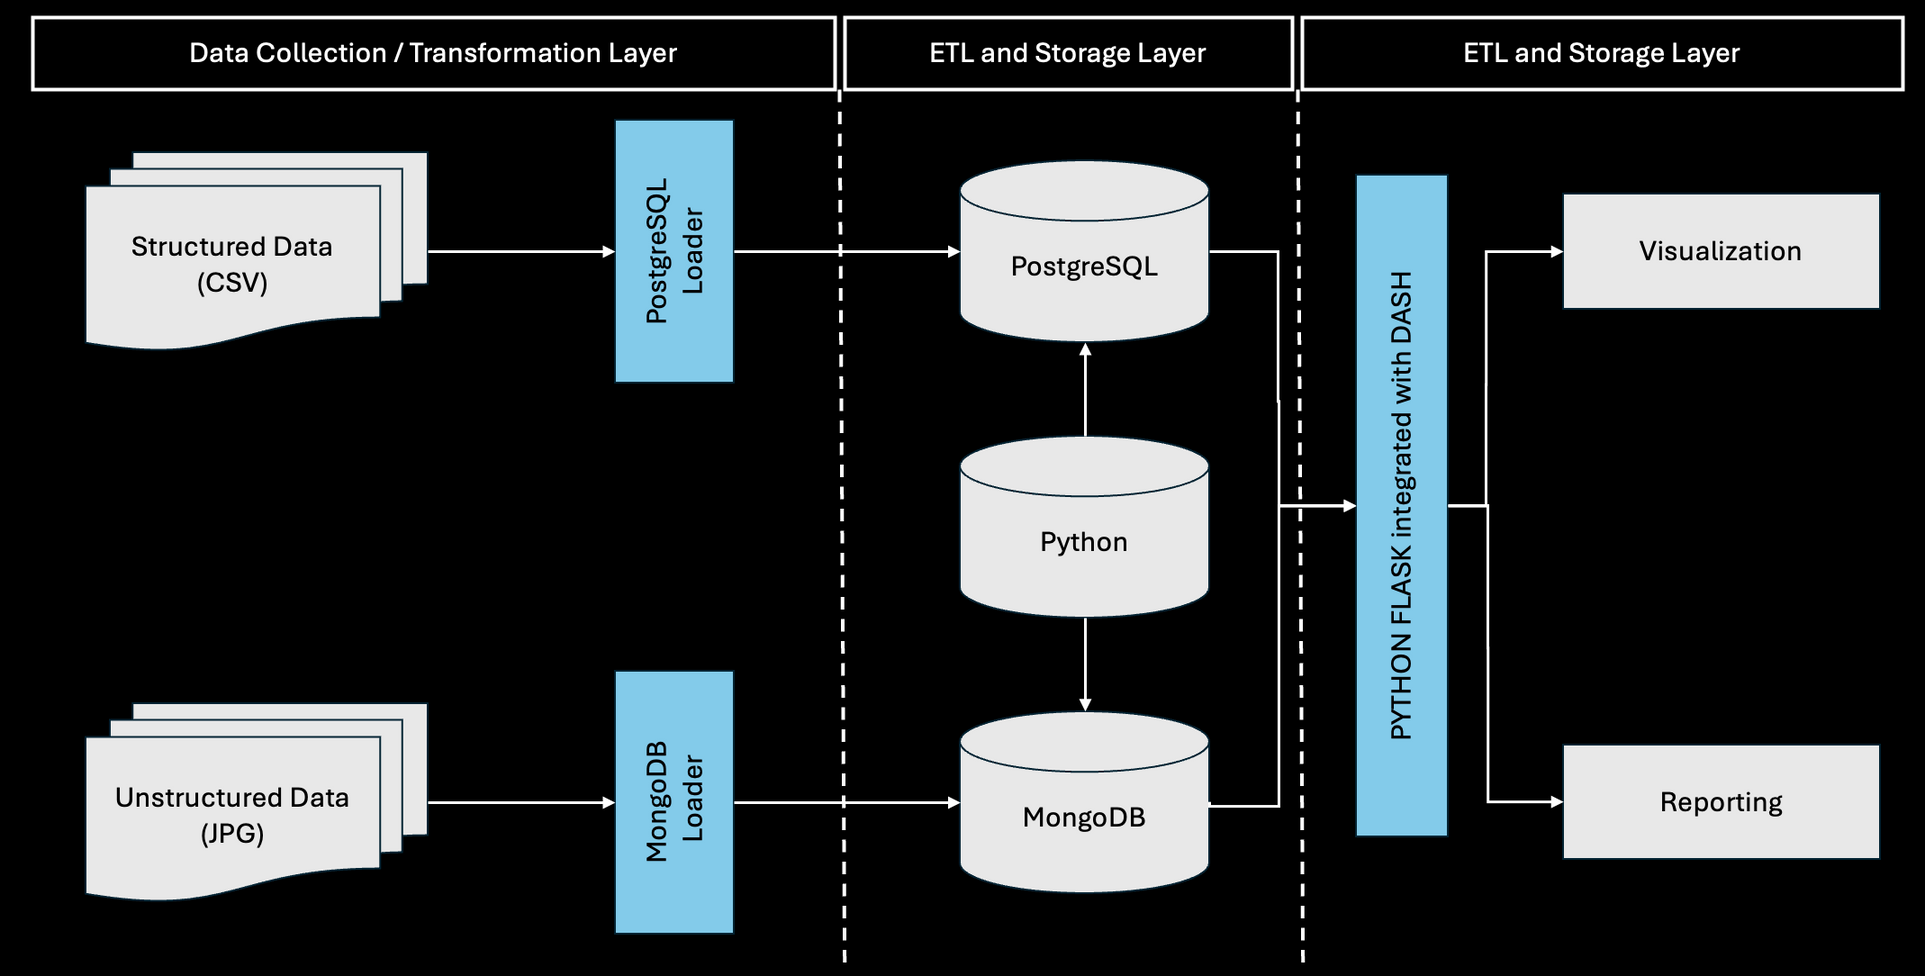 Data Collection / Transformation Layer
ETL and Storage Layer
ETL and Storage Layer
Structured Data
(CSV)
PostgreSQL
Loader
PostgreSQL
Python
MongoDB
Unstructured Data
(JPG)
MongoDB
Loader
PYTHON FLASK integrated with DASH
Visualization
Reporting